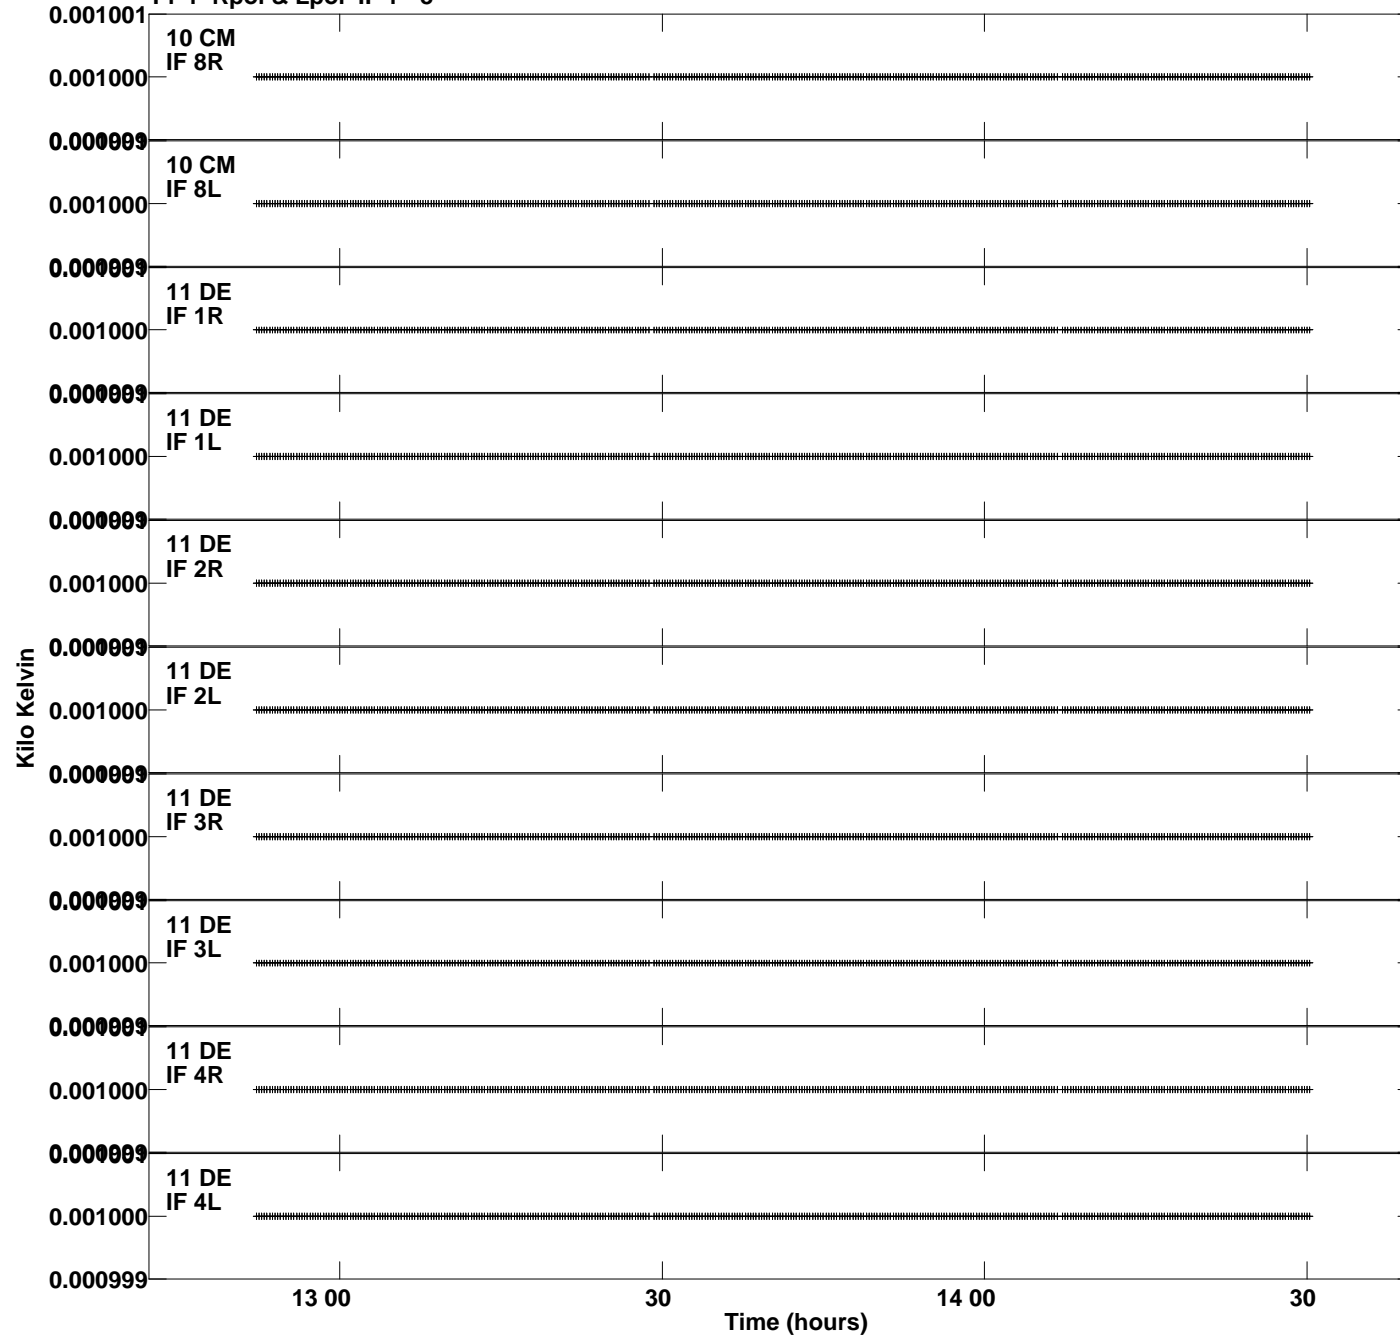 0.001001
10 CM
IF 8R
0.001000
10 CM
IF 8L
0.001000
11 DE
IF 1R
0.001000
11 DE
IF 1L
0.001000
11 DE
IF 2R
0.001000
11 DE
IF 2L
0.001000
11 DE
IF 3R
0.001000
11 DE
IF 3L
0.001000
11 DE
IF 4R
0.001000
11 DE
IF 4L
0.001000
0.000999
Kilo Kelvin
13 00 30 14 00 30
Time (hours)